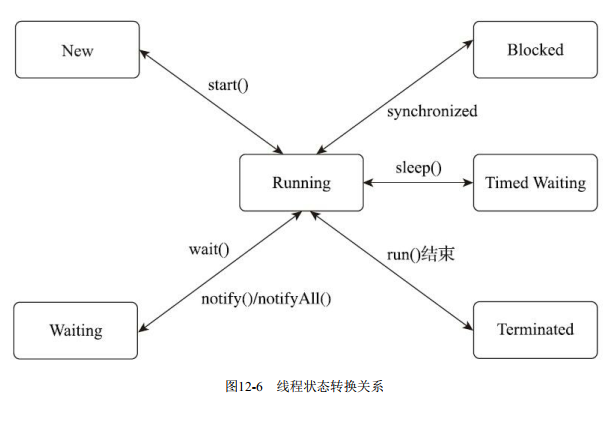 New
Blocked
start()
synchronized
Running
sleep()
Timed Waiting
wait()
run()结束
notify()/notifyAll()
Waiting
Terminated
图12-6 线程状态转换关系